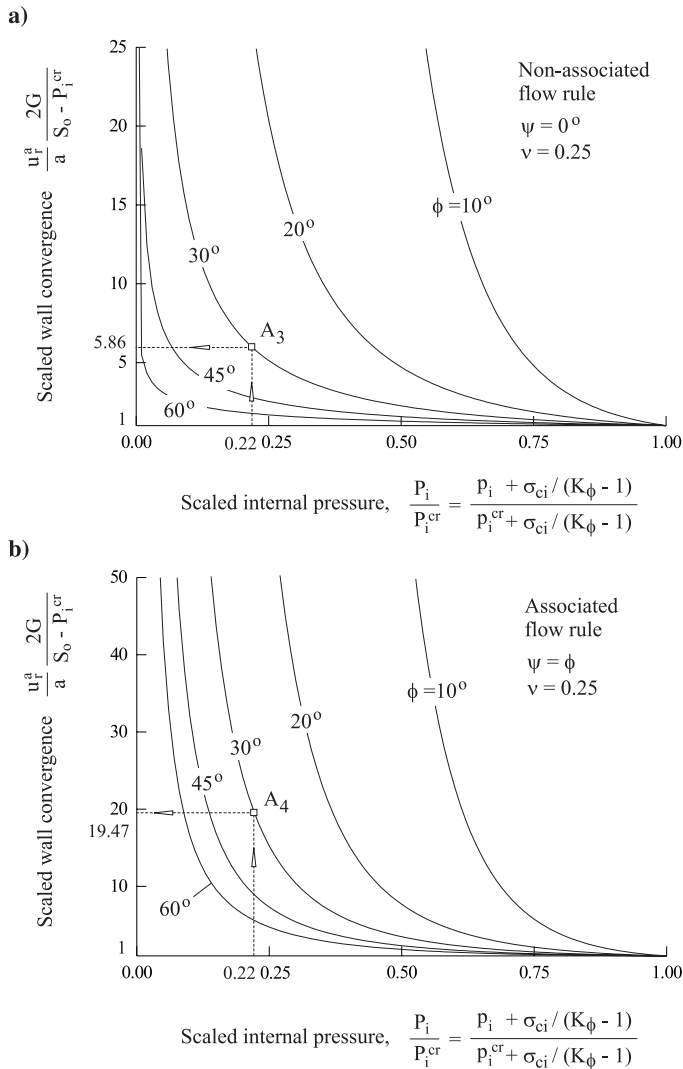 a)
Scaled wall convergence u_r^a/a 2G/(S_o - P_i^cr)
25
20
15
10
5.86
5
1
Non-associated
flow rule
ψ = 0°
ν = 0.25
ϕ = 10°
20°
30°
A_3
45°
60°
0.00
0.22
0.25
0.50
0.75
1.00
Scaled internal pressure, P_i/P_i^cr = (p_i + σ_ci / (K_ϕ - 1))/(p_i^cr + σ_ci / (K_ϕ - 1))
b)
Scaled wall convergence u_r^a/a 2G/(S_o - P_i^cr)
50
40
30
20
19.47
10
1
Associated
flow rule
ψ = ϕ
ν = 0.25
ϕ = 10°
20°
30°
45°
A_4
60°
0.00
0.22
0.25
0.50
0.75
1.00
Scaled internal pressure, P_i/P_i^cr = (p_i + σ_ci / (K_ϕ - 1))/(p_i^cr + σ_ci / (K_ϕ - 1))